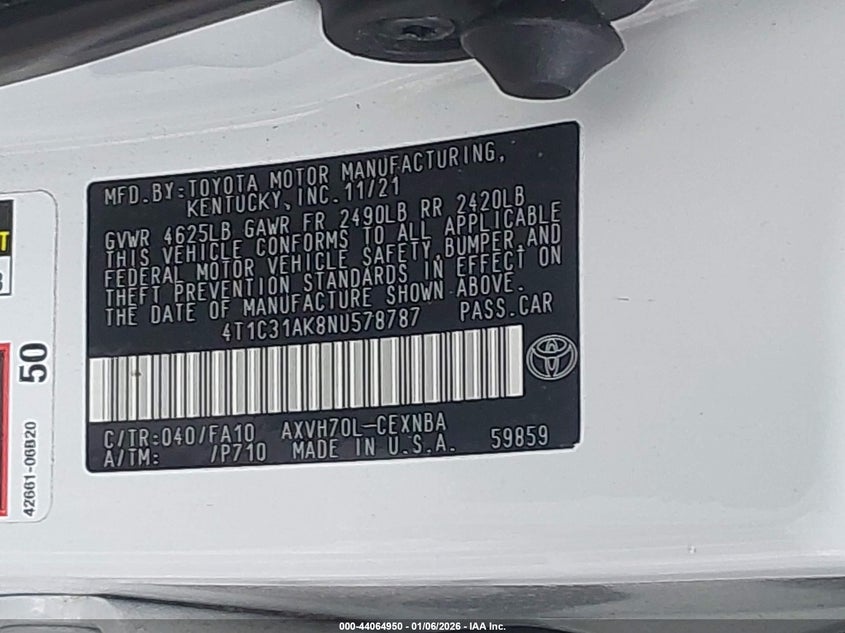 MFD.BY:TOYOTA MOTOR MANUFACTURING,
KENTUCKY, INC. 11/21
GVWR 4625LB GAWR FR 2490LB RR 2420LB
THIS VEHICLE CONFORMS TO ALL APPLICABLE
FEDERAL MOTOR VEHICLE SAFETY,BUMPER,AND
THEFT PREVENTION STANDARDS IN EFFECT ON
THE DATE OF MANUFACTURE SHOWN ABOVE.
4T1C31AK8NU578787 PASS.CAR
C/TR:040/FA10 AXVH70L-CEXNBA
A/TM: /P710 MADE IN U.S.A. 59859
50
42661-06B20
000-44064950 - 01/06/2026 - IAA Inc.